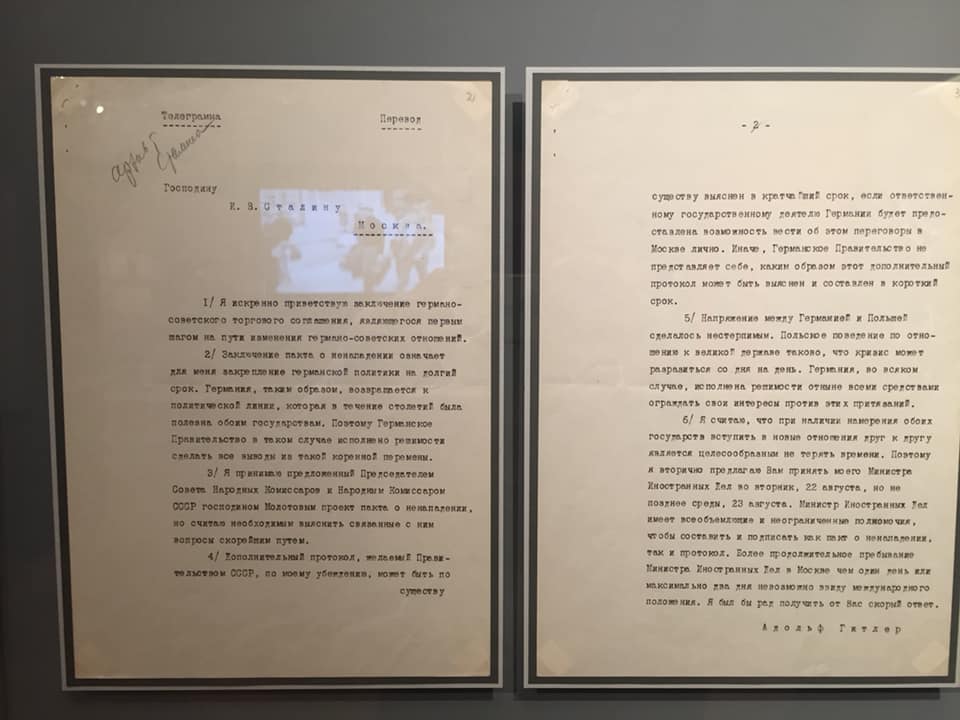 2)
Телеграмма Перевод
Господину
И. В. Сталину
Москва.
1/ Я искренно приветствую заключение германо-
советского торгового соглашения, являющегося первым
шагом на пути изменения германо-советских отношений.
2/ Заключение пакта о ненападении означает
для меня закрепление германской политики на долгий
срок. Германия, таким образом, возвращается к
политической линии, которая в течение столетий была
полезна обоим государствам. Поэтому Германское
Правительство в таком случае исполнено решимости
сделать все выводы из такой коренной перемены.
3/ Я принимаю предложенный Председателем
Совета Народных Комиссаров и Народным Комиссаром
СССР господином Молотовым проект пакта о ненападении,
но считаю необходимым выяснить связанные с ним
вопросы скорейшим путем.
4/ Дополнительный протокол, желаемый Прави-
тельством СССР, по моему убеждению, может быть по
существу
3
- 2 -
существу выяснен в кратчайший срок, если ответствен-
ному государственному деятелю Германии будет предо-
ставлена возможность вести об этом переговоры в
Москве лично. Иначе, Германское Правительство не
представляет себе, каким образом этот дополнительный
протокол может быть выяснен и составлен в короткий
срок.
5/ Напряжение между Германией и Польшей
сделалось нестерпимым. Польское поведение по отно-
шению к великой державе таково, что кризис может
разразиться со дня на день. Германия, во всяком
случае, исполнена решимости отныне всеми средствами
ограждать свои интересы против этих притязаний.
6/ Я считаю, что при наличии намерения обоих
государств вступить в новые отношения друг к другу
является целесообразным не терять времени. Поэтому
я вторично предлагаю Вам принять моего Министра
Иностранных Дел во вторник, 22 августа, но не
позднее среды, 23 августа. Министр Иностранных Дел
имеет всеобъемлющие и неограниченные полномочия,
чтобы составить и подписать как пакт о ненападении,
так и протокол. Более продолжительное пребывание
Министра Иностранных Дел в Москве чем один день или
максимально два дня невозможно ввиду международного
положения. Я был бы рад получить от Вас скорый ответ.
Адольф Гитлер